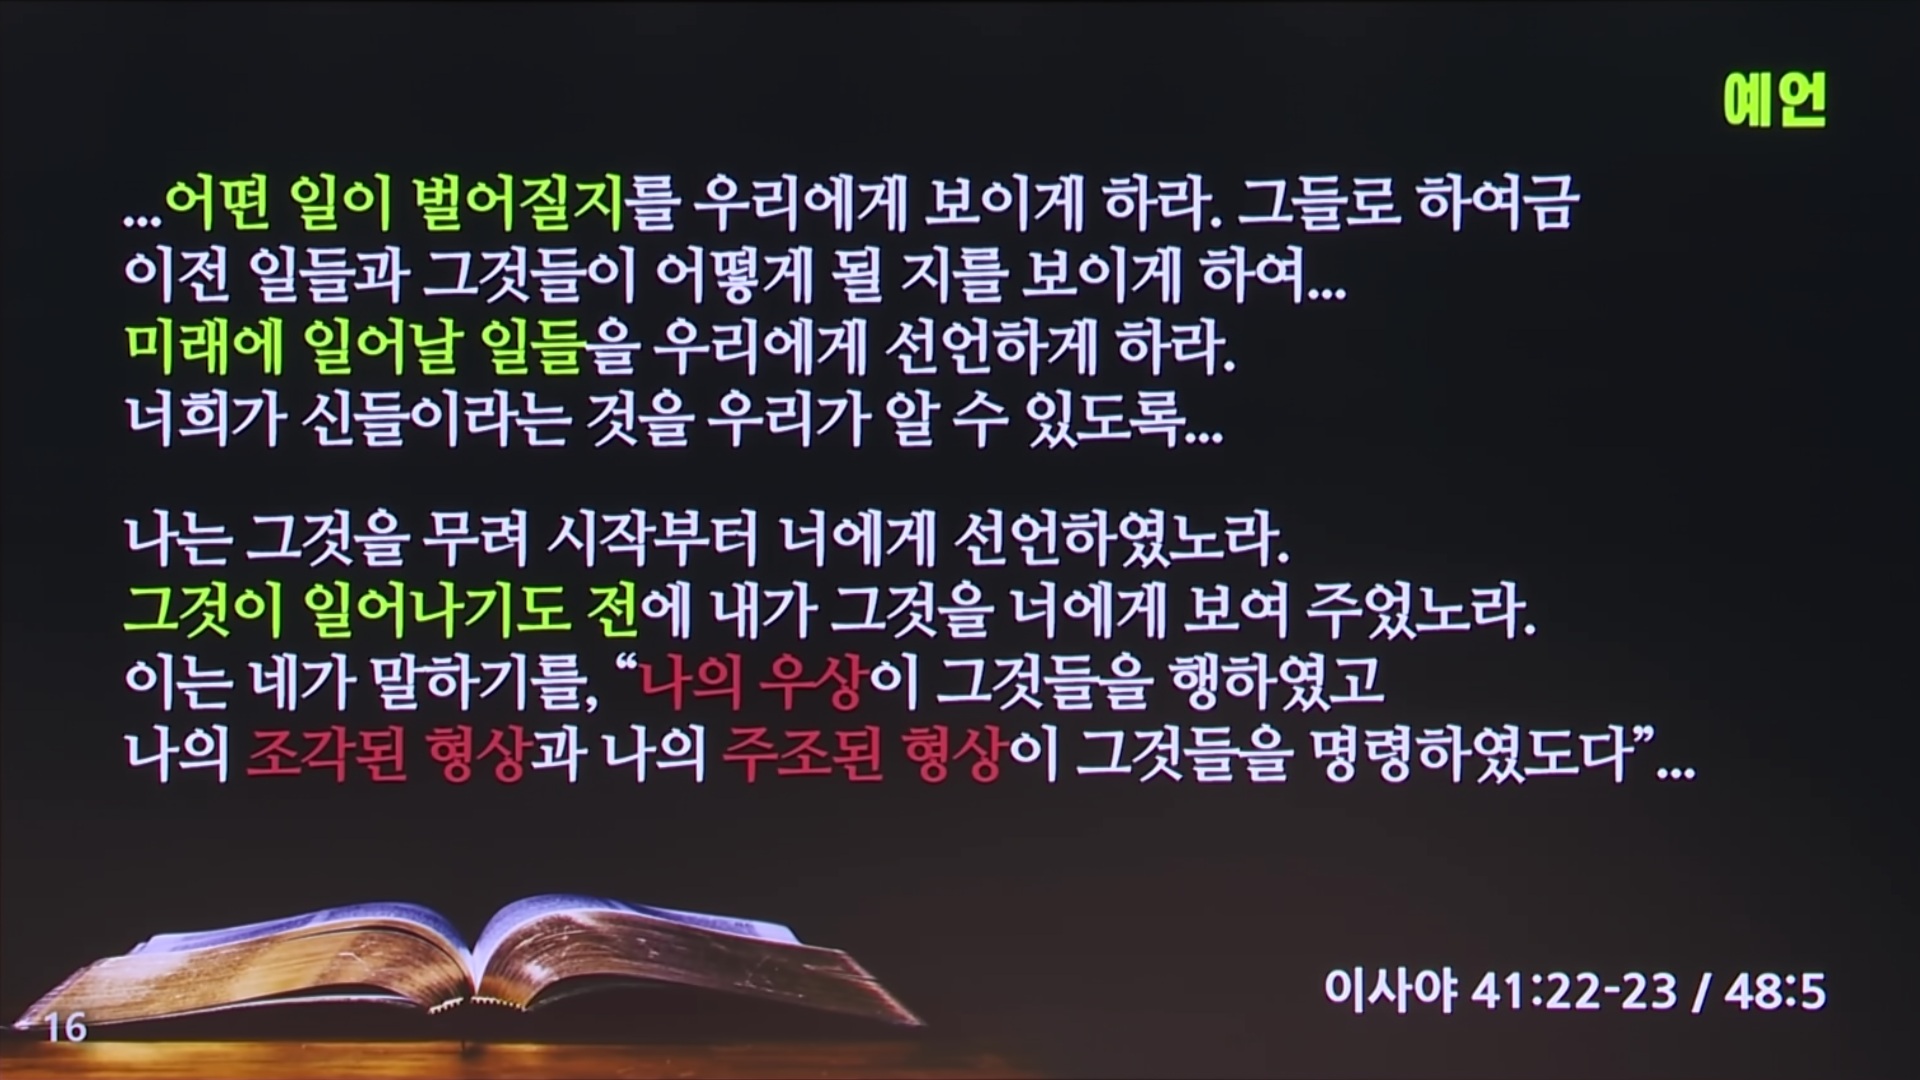 예언
...어떤 일이 벌어질지를 우리에게 보이게 하라. 그들로 하여금
이전 일들과 그것들이 어떻게 될 지를 보이게 하여...
미래에 일어날 일들을 우리에게 선언하게 하라.
너희가 신들이라는 것을 우리가 알 수 있도록...
나는 그것을 무려 시작부터 너에게 선언하였노라.
그것이 일어나기도 전에 내가 그것을 너에게 보여 주었노라.
이는 네가 말하기를, “나의 우상이 그것들을 행하였고
나의 조각된 형상과 나의 주조된 형상이 그것들을 명령하였도다”...
이사야 41:22-23 / 48:5
16